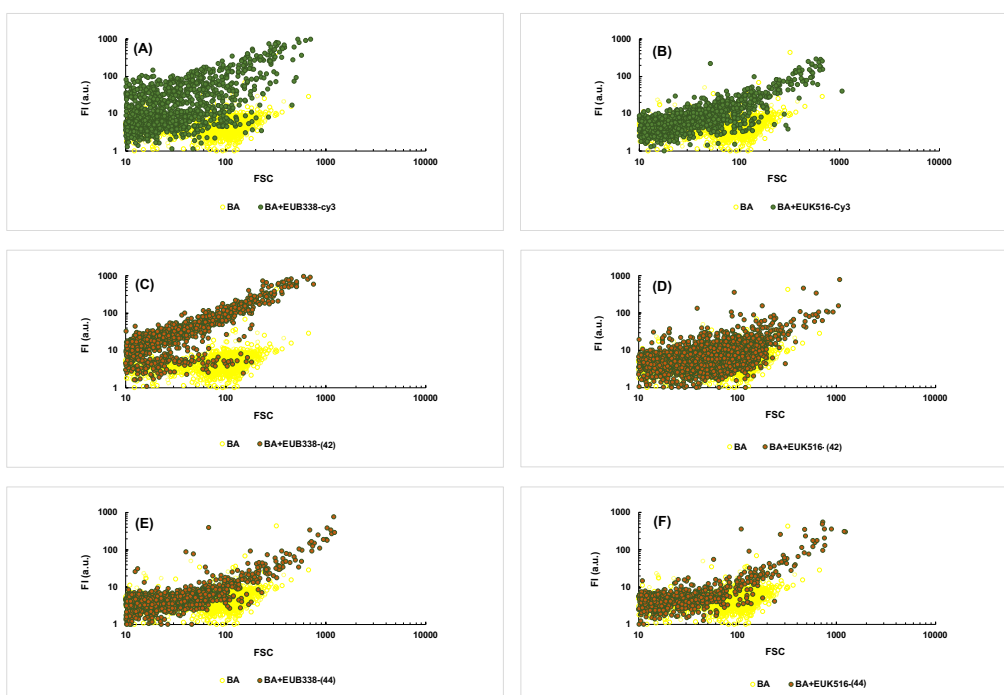 (A)
1000
100
10
1
FI (a.u.)
10 100 1000 10000
FSC
BA BA+EUB338-cy3
(B)
1000
100
10
1
FI (a.u.)
10 100 1000 10000
FSC
BA BA+EUK516-Cy3
(C)
1000
100
10
1
FI (a.u.)
10 100 1000 10000
FSC
BA BA+EUB338-(42)
(D)
1000
100
10
1
FI (a.u.)
10 100 1000 10000
FSC
BA BA+EUK516- (42)
(E)
1000
100
10
1
FI (a.u.)
10 100 1000 10000
FSC
BA BA+EUB338-(44)
(F)
1000
100
10
1
FI (a.u.)
10 100 1000 10000
FSC
BA BA+EUK516-(44)